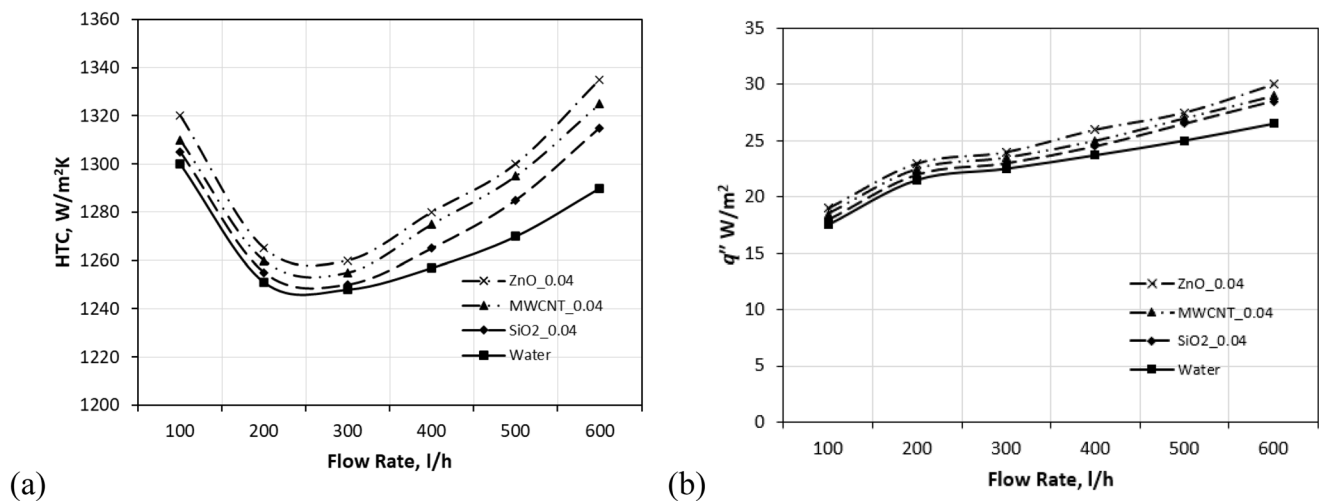 1360
1340
1320
1300
1280
1260
1240
1220
1200
HTC, W/m²K
100 200 300 400 500 600
Flow Rate, l/h
ZnO_0.04
MWCNT_0.04
SiO2_0.04
Water
(a)
35
30
25
20
15
10
5
0
q'' W/m²
100 200 300 400 500 600
Flow Rate, l/h
ZnO_0.04
MWCNT_0.04
SiO2_0.04
Water
(b)